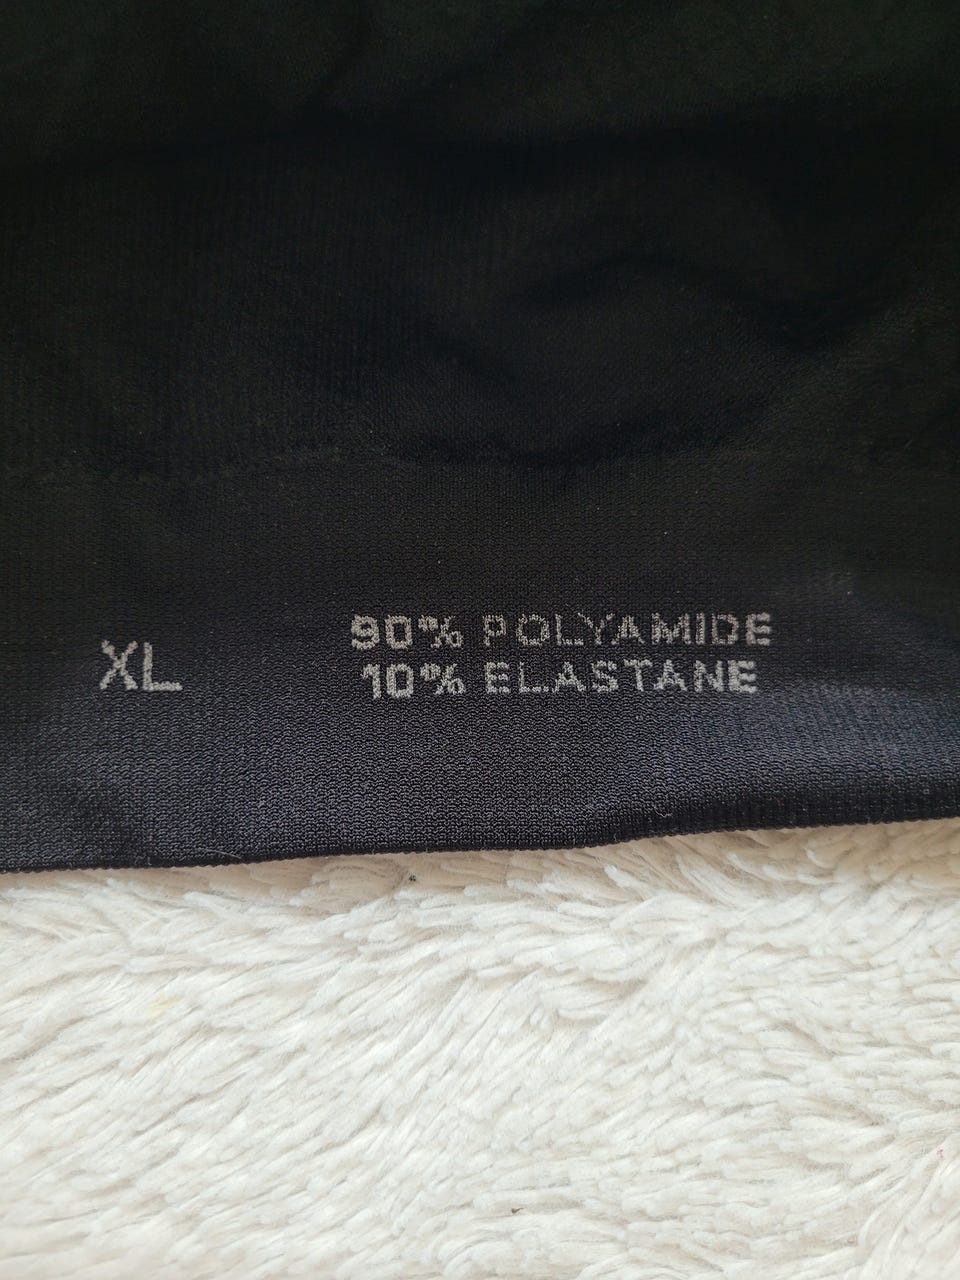 XL
90% POLYAMIDE
10% ELASTANE